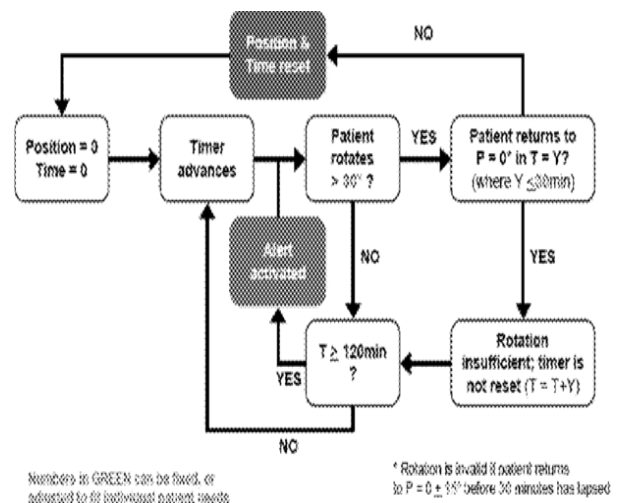 Position &
Time reset
NO
Position = 0
Time = 0
Timer
advances
Patient
rotates
> 30° ?
YES
Patient returns to
P = 0* in T = Y?
(where Y ≤30min)
Alert
activated
NO
YES
T ≥ 120min
?
YES
Rotation
insufficient; timer is
not reset (T = T+Y)
NO
Numbers in GREEN can be fixed, or
adjusted to fit individual patient needs
* Rotation is invalid if patient returns
to P = 0 ± 15° before 30 minutes has lapsed